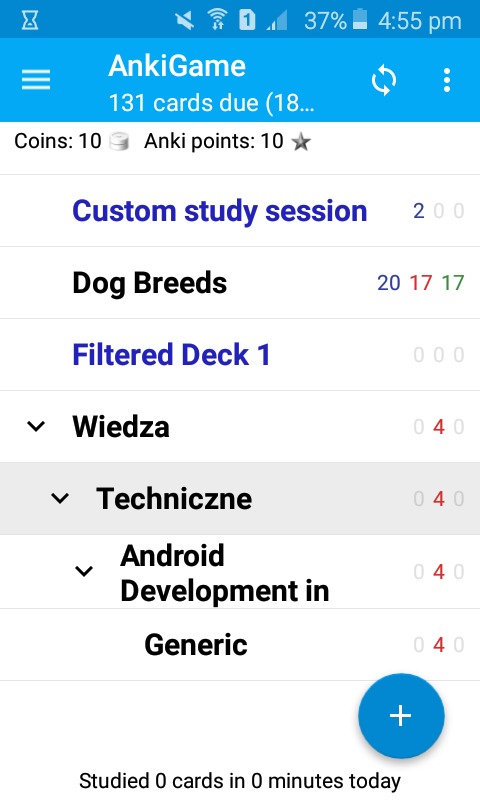 1 37% 4:55 pm
AnkiGame
131 cards due (18...
Coins: 10 Anki points: 10
Custom study session 2 0 0
Dog Breeds 20 17 17
Filtered Deck 1 0 0 0
Wiedza 0 4 0
Techniczne 0 4 0
Android
Development in 0 4 0
Generic 0 4 0
Studied 0 cards in 0 minutes today